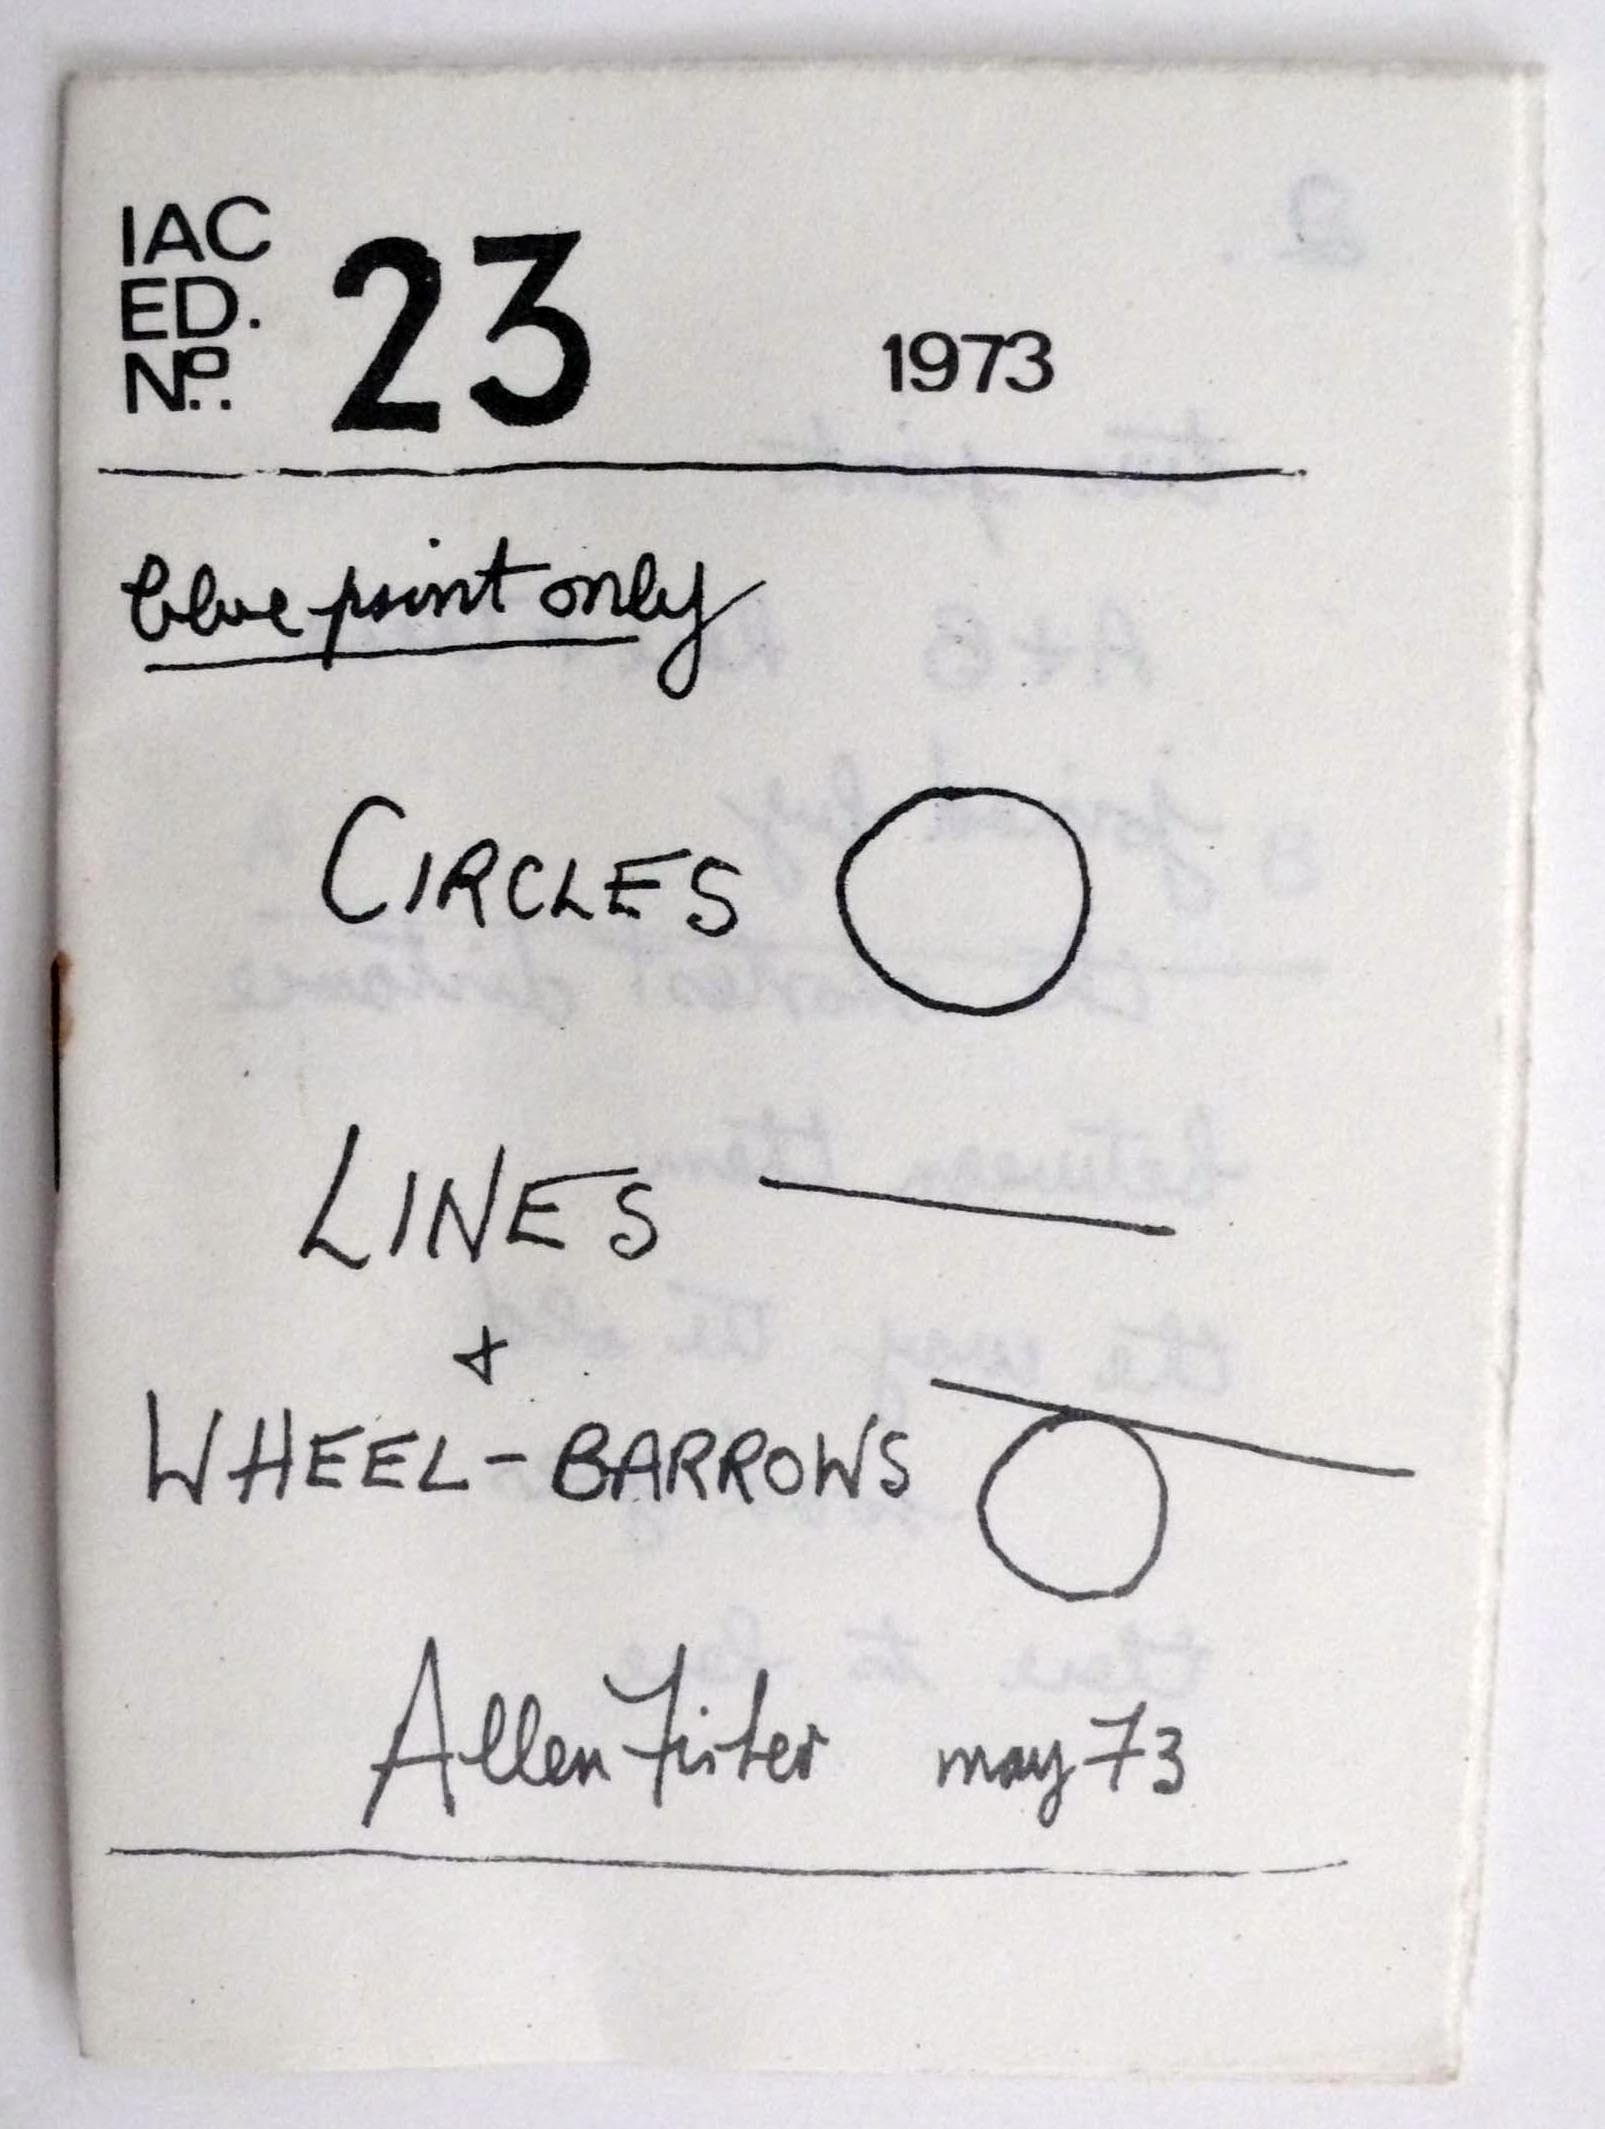 IAC
ED.
Nº.. 23 1973
blue print only
CIRCLES
LINES
+
WHEEL-BARROWS
Allen Fisher may 73